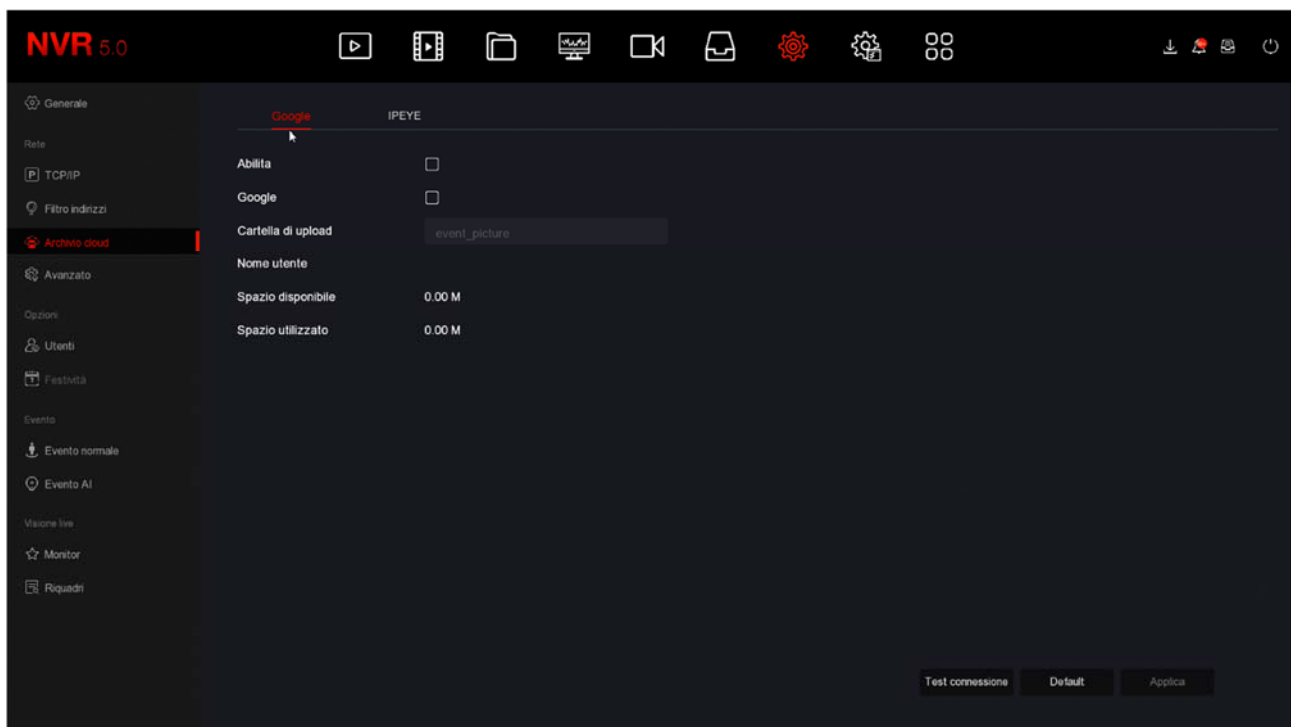 NVR 5.0
Generale
Rete
TCP/IP
Filtro indirizzi
Archivio cloud
Avanzato
Opzioni
Utenti
Festività
Evento
Evento normale
Evento AI
Visione live
Monitor
Riquadri
Google IPEYE
Abilita
Google
Cartella di upload event_picture
Nome utente
Spazio disponibile 0.00 M
Spazio utilizzato 0.00 M
Test connessione Default Applica